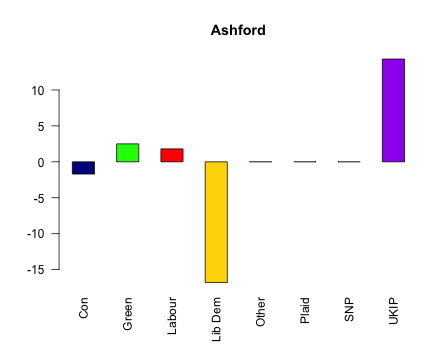 Ashford
10
5
0
-5
-10
-15
Con
Green
Labour
Lib Dem
Other
Plaid
SNP
UKIP